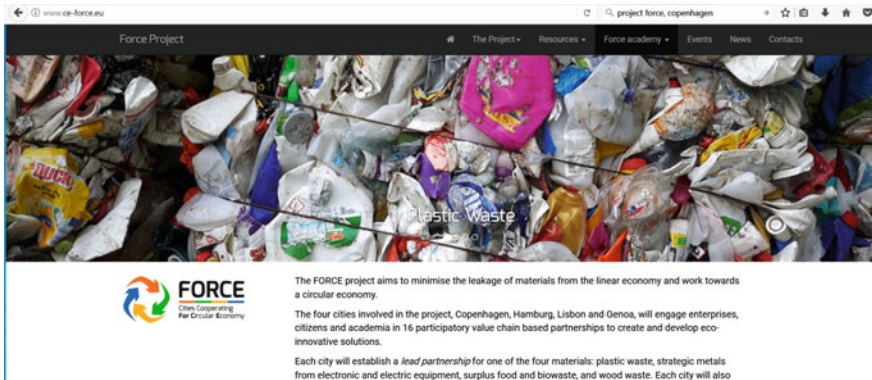 www.ce-force.eu
project force, copenhagen
Force Project The Project Resources Force academy Events News Contacts
DUCK
Plastic Waste
FORCE
Cities Cooperating
For Circular Economy
The FORCE project aims to minimise the leakage of materials from the linear economy and work towards
a circular economy.
The four cities involved in the project, Copenhagen, Hamburg, Lisbon and Genoa, will engage enterprises,
citizens and academia in 16 participatory value chain based partnerships to create and develop eco-
innovative solutions.
Each city will establish a lead partnership for one of the four materials: plastic waste, strategic metals
from electronic and electric equipment, surplus food and biowaste, and wood waste. Each city will also